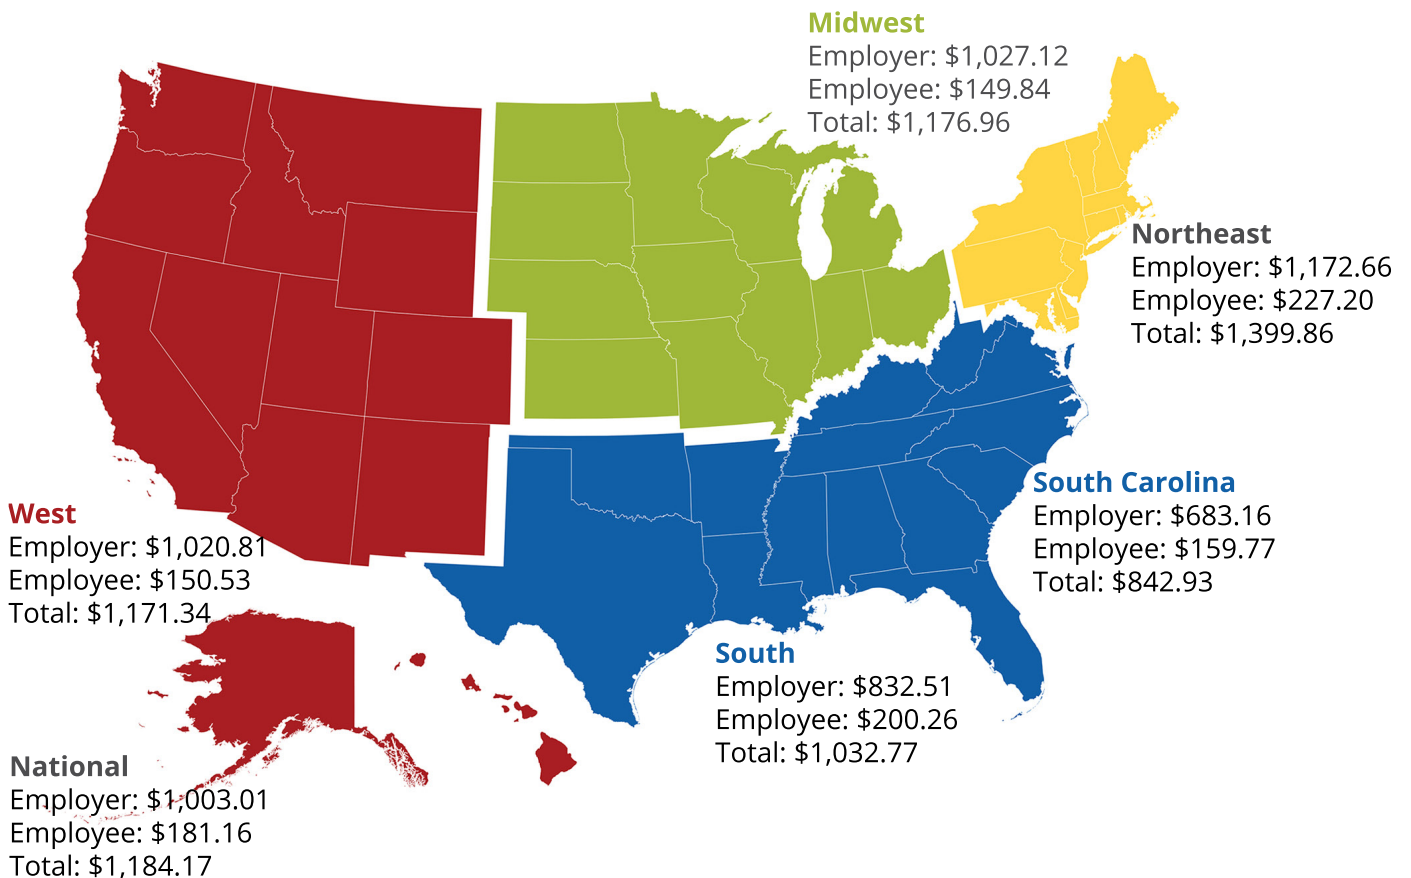 Midwest
Employer: $1,027.12
Employee: $149.84
Total: $1,176.96
Northeast
Employer: $1,172.66
Employee: $227.20
Total: $1,399.86
South Carolina
Employer: $683.16
Employee: $159.77
Total: $842.93
West
Employer: $1,020.81
Employee: $150.53
Total: $1,171.34
South
Employer: $832.51
Employee: $200.26
Total: $1,032.77
National
Employer: $1,003.01
Employee: $181.16
Total: $1,184.17